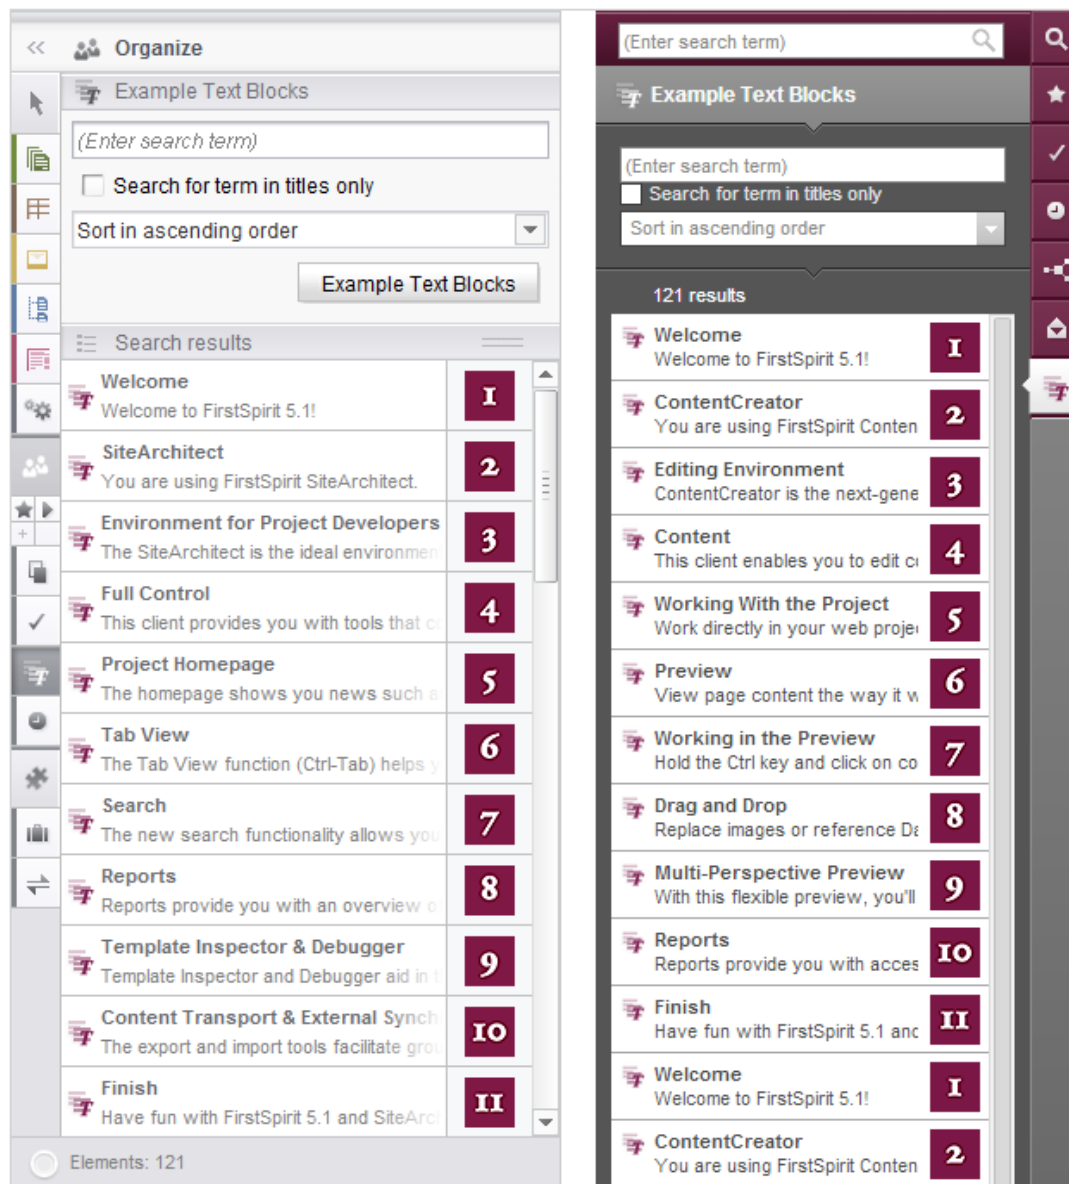 Organize
Example Text Blocks
(Enter search term)
Search for term in titles only
Sort in ascending order
Example Text Blocks
Search results
Welcome
Welcome to FirstSpirit 5.1!
1
SiteArchitect
You are using FirstSpirit SiteArchitect.
2
Environment for Project Developers
The SiteArchitect is the ideal environmen
3
Full Control
This client provides you with tools that c
4
Project Homepage
The homepage shows you news such a
5
Tab View
The Tab View function (Ctrl-Tab) helps y
6
Search
The new search functionality allows you
7
Reports
Reports provide you with an overview o
8
Template Inspector & Debugger
Template Inspector and Debugger aid in t
9
Content Transport & External Synch
The export and import tools facilitate grou
10
Finish
Have fun with FirstSpirit 5.1 and SiteArc
11
Elements: 121
(Enter search term)
Example Text Blocks
(Enter search term)
Search for term in titles only
Sort in ascending order
121 results
Welcome
Welcome to FirstSpirit 5.1!
1
ContentCreator
You are using FirstSpirit Conten
2
Editing Environment
ContentCreator is the next-gene
3
Content
This client enables you to edit c
4
Working With the Project
Work directly in your web proje
5
Preview
View page content the way it w
6
Working in the Preview
Hold the Ctrl key and click on co
7
Drag and Drop
Replace images or reference Da
8
Multi-Perspective Preview
With this flexible preview, you'll
9
Reports
Reports provide you with acces
10
Finish
Have fun with FirstSpirit 5.1 and
11
Welcome
Welcome to FirstSpirit 5.1!
1
ContentCreator
You are using FirstSpirit Conten
2